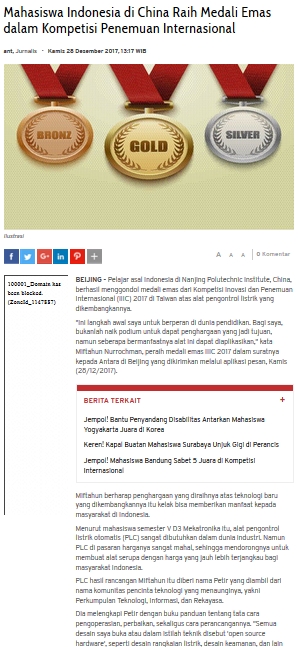 Mahasiswa Indonesia di China Raih Medali Emas
dalam Kompetisi Penemuan Internasional
ant, Jurnalis - Kamis 28 Desember 2017, 13:17 WIB
BRONZ
GOLD
SILVER
Ilustrasi
f
G+
in
+
A A A
0 Komentar
100001_Domain has
been blocked.
(ZoneId_1147887)
BEIJING - Pelajar asal Indonesia di Nanjing Polytechnic Institute, China,
berhasil menggondol medali emas dari Kompetisi Inovasi dan Penemuan
Internasional (IIIC) 2017 di Taiwan atas alat pengontrol listrik yang
dikembangkannya.
"Ini langkah awal saya untuk berperan di dunia pendidikan. Bagi saya,
bukanlah naik podium untuk dapat penghargaan yang jadi tujuan,
namun seberapa bermanfaatnya alat ini dapat diaplikasikan," kata
Miftahun Nurrochman, peraih medali emas IIIC 2017 dalam suratnya
kepada Antara di Beijing yang dikirimkan melalui aplikasi pesan, Kamis
(28/12/2017).
BERITA TERKAIT +
Jempol! Bantu Penyandang Disabilitas Antarkan Mahasiswa
Yogyakarta Juara di Korea
Keren! Kapal Buatan Mahasiswa Surabaya Unjuk Gigi di Perancis
Jempol! Mahasiswa Bandung Sabet 5 Juara di Kompetisi
Internasional
Miftahun berharap penghargaan yang diraihnya atas teknologi baru
yang dikembangkannya itu kelak bisa memberikan manfaat kepada
masyarakat di Indonesia.
Menurut mahasiswa semester V D3 Mekatronika itu, alat pengontrol
listrik otomatis (PLC) sangat dibutuhkan dalam dunia industri. Namun
PLC di pasaran harganya sangat mahal, sehingga mendorongnya untuk
membuat alat serupa dengan harga yang jauh lebih terjangkau bagi
masyarakat Indonesia.
PLC hasil rancangan Miftahun itu diberi nama Petir yang diambil dari
nama komunitas pencinta teknologi yang menaunginya, yakni
Perkumpulan Teknologi, Informasi, dan Rekayasa.
Dia melengkapi Petir dengan buku panduan tentang tata cara
pengoperasian, perbaikan, sekaligus cara perancangannya. "Semua
desain saya buka atau dalam istilah teknik disebut 'open source
hardware', seperti desain rangkaian listrik, desain keamanan, dan lain